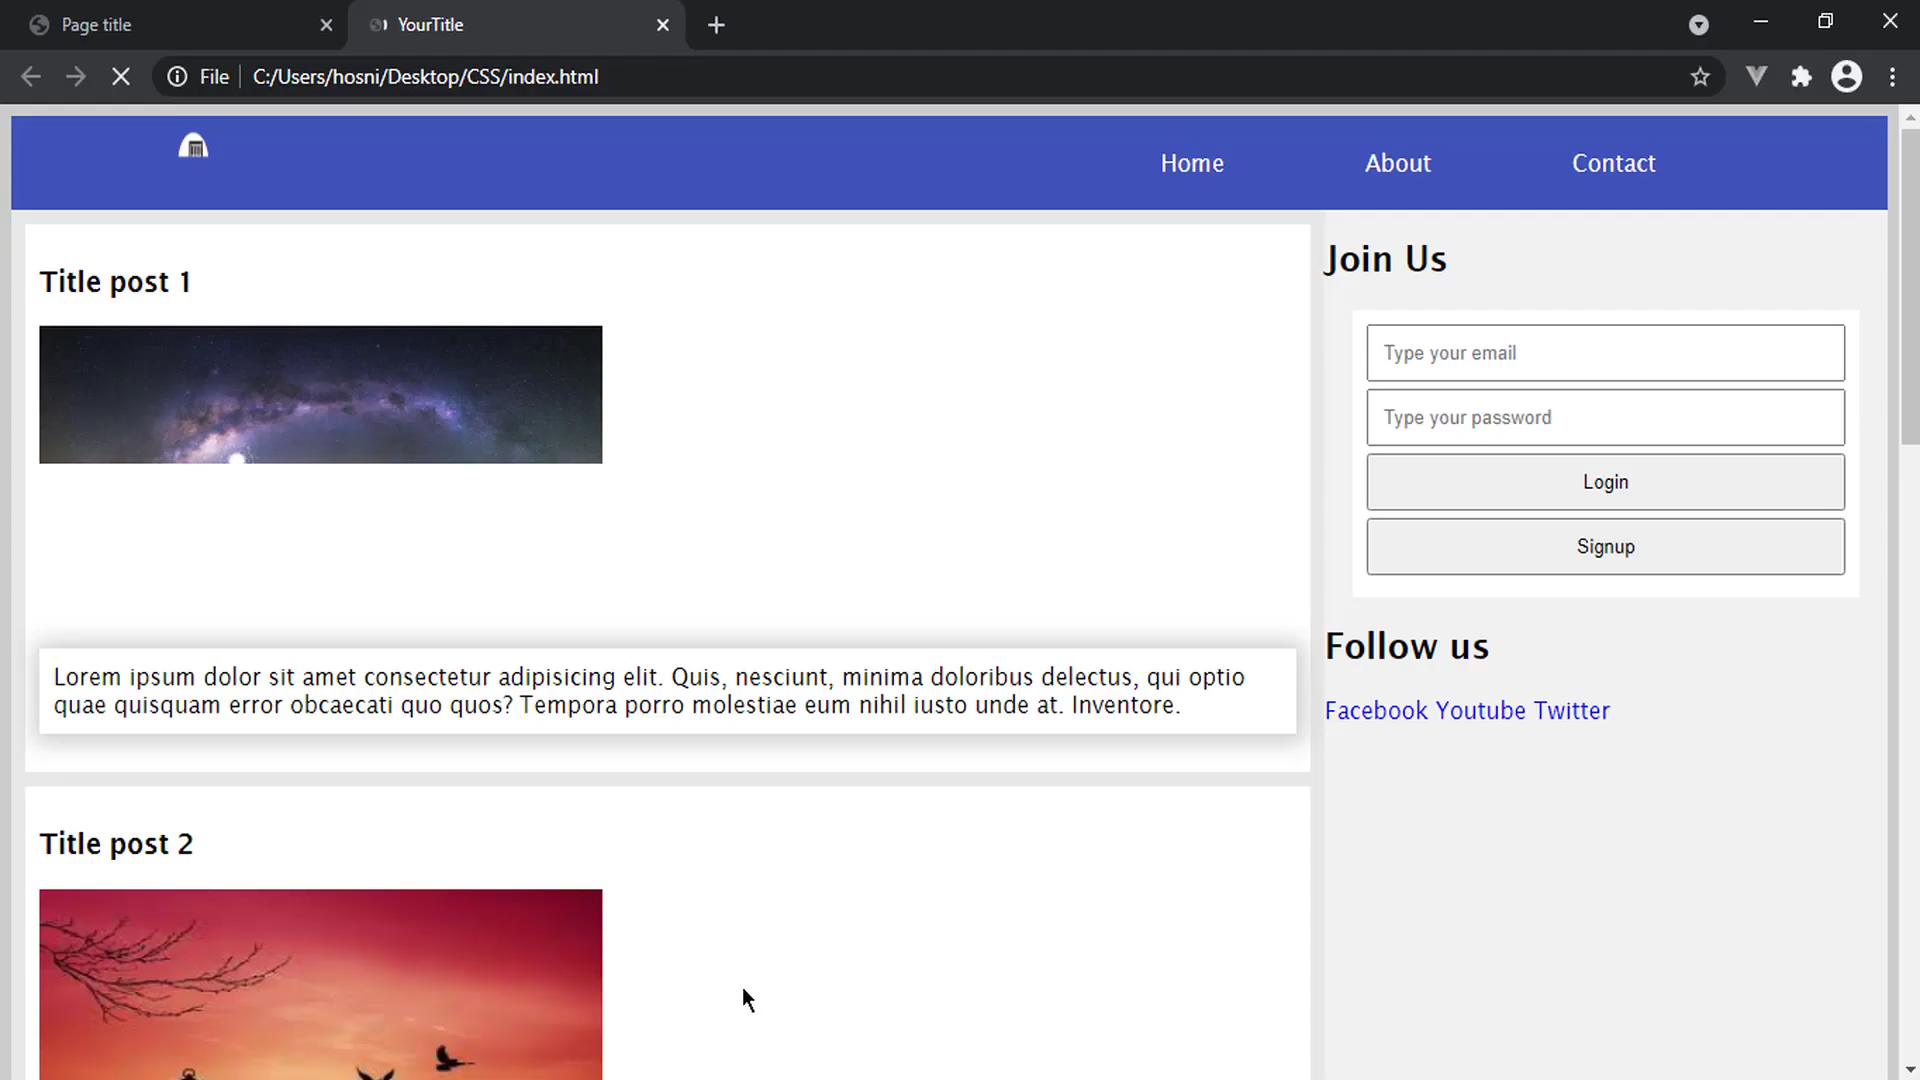 Page title
YourTitle
File
C:/Users/hosni/Desktop/CSS/index.html
Home
About
Contact
Title post 1
Lorem ipsum dolor sit amet consectetur adipisicing elit. Quis, nesciunt, minima doloribus delectus, qui optio
quae quisquam error obcaecati quo quos? Tempora porro molestiae eum nihil iusto unde at. Inventore.
Title post 2
Join Us
Type your email
Type your password
Login
Signup
Follow us
Facebook Youtube Twitter